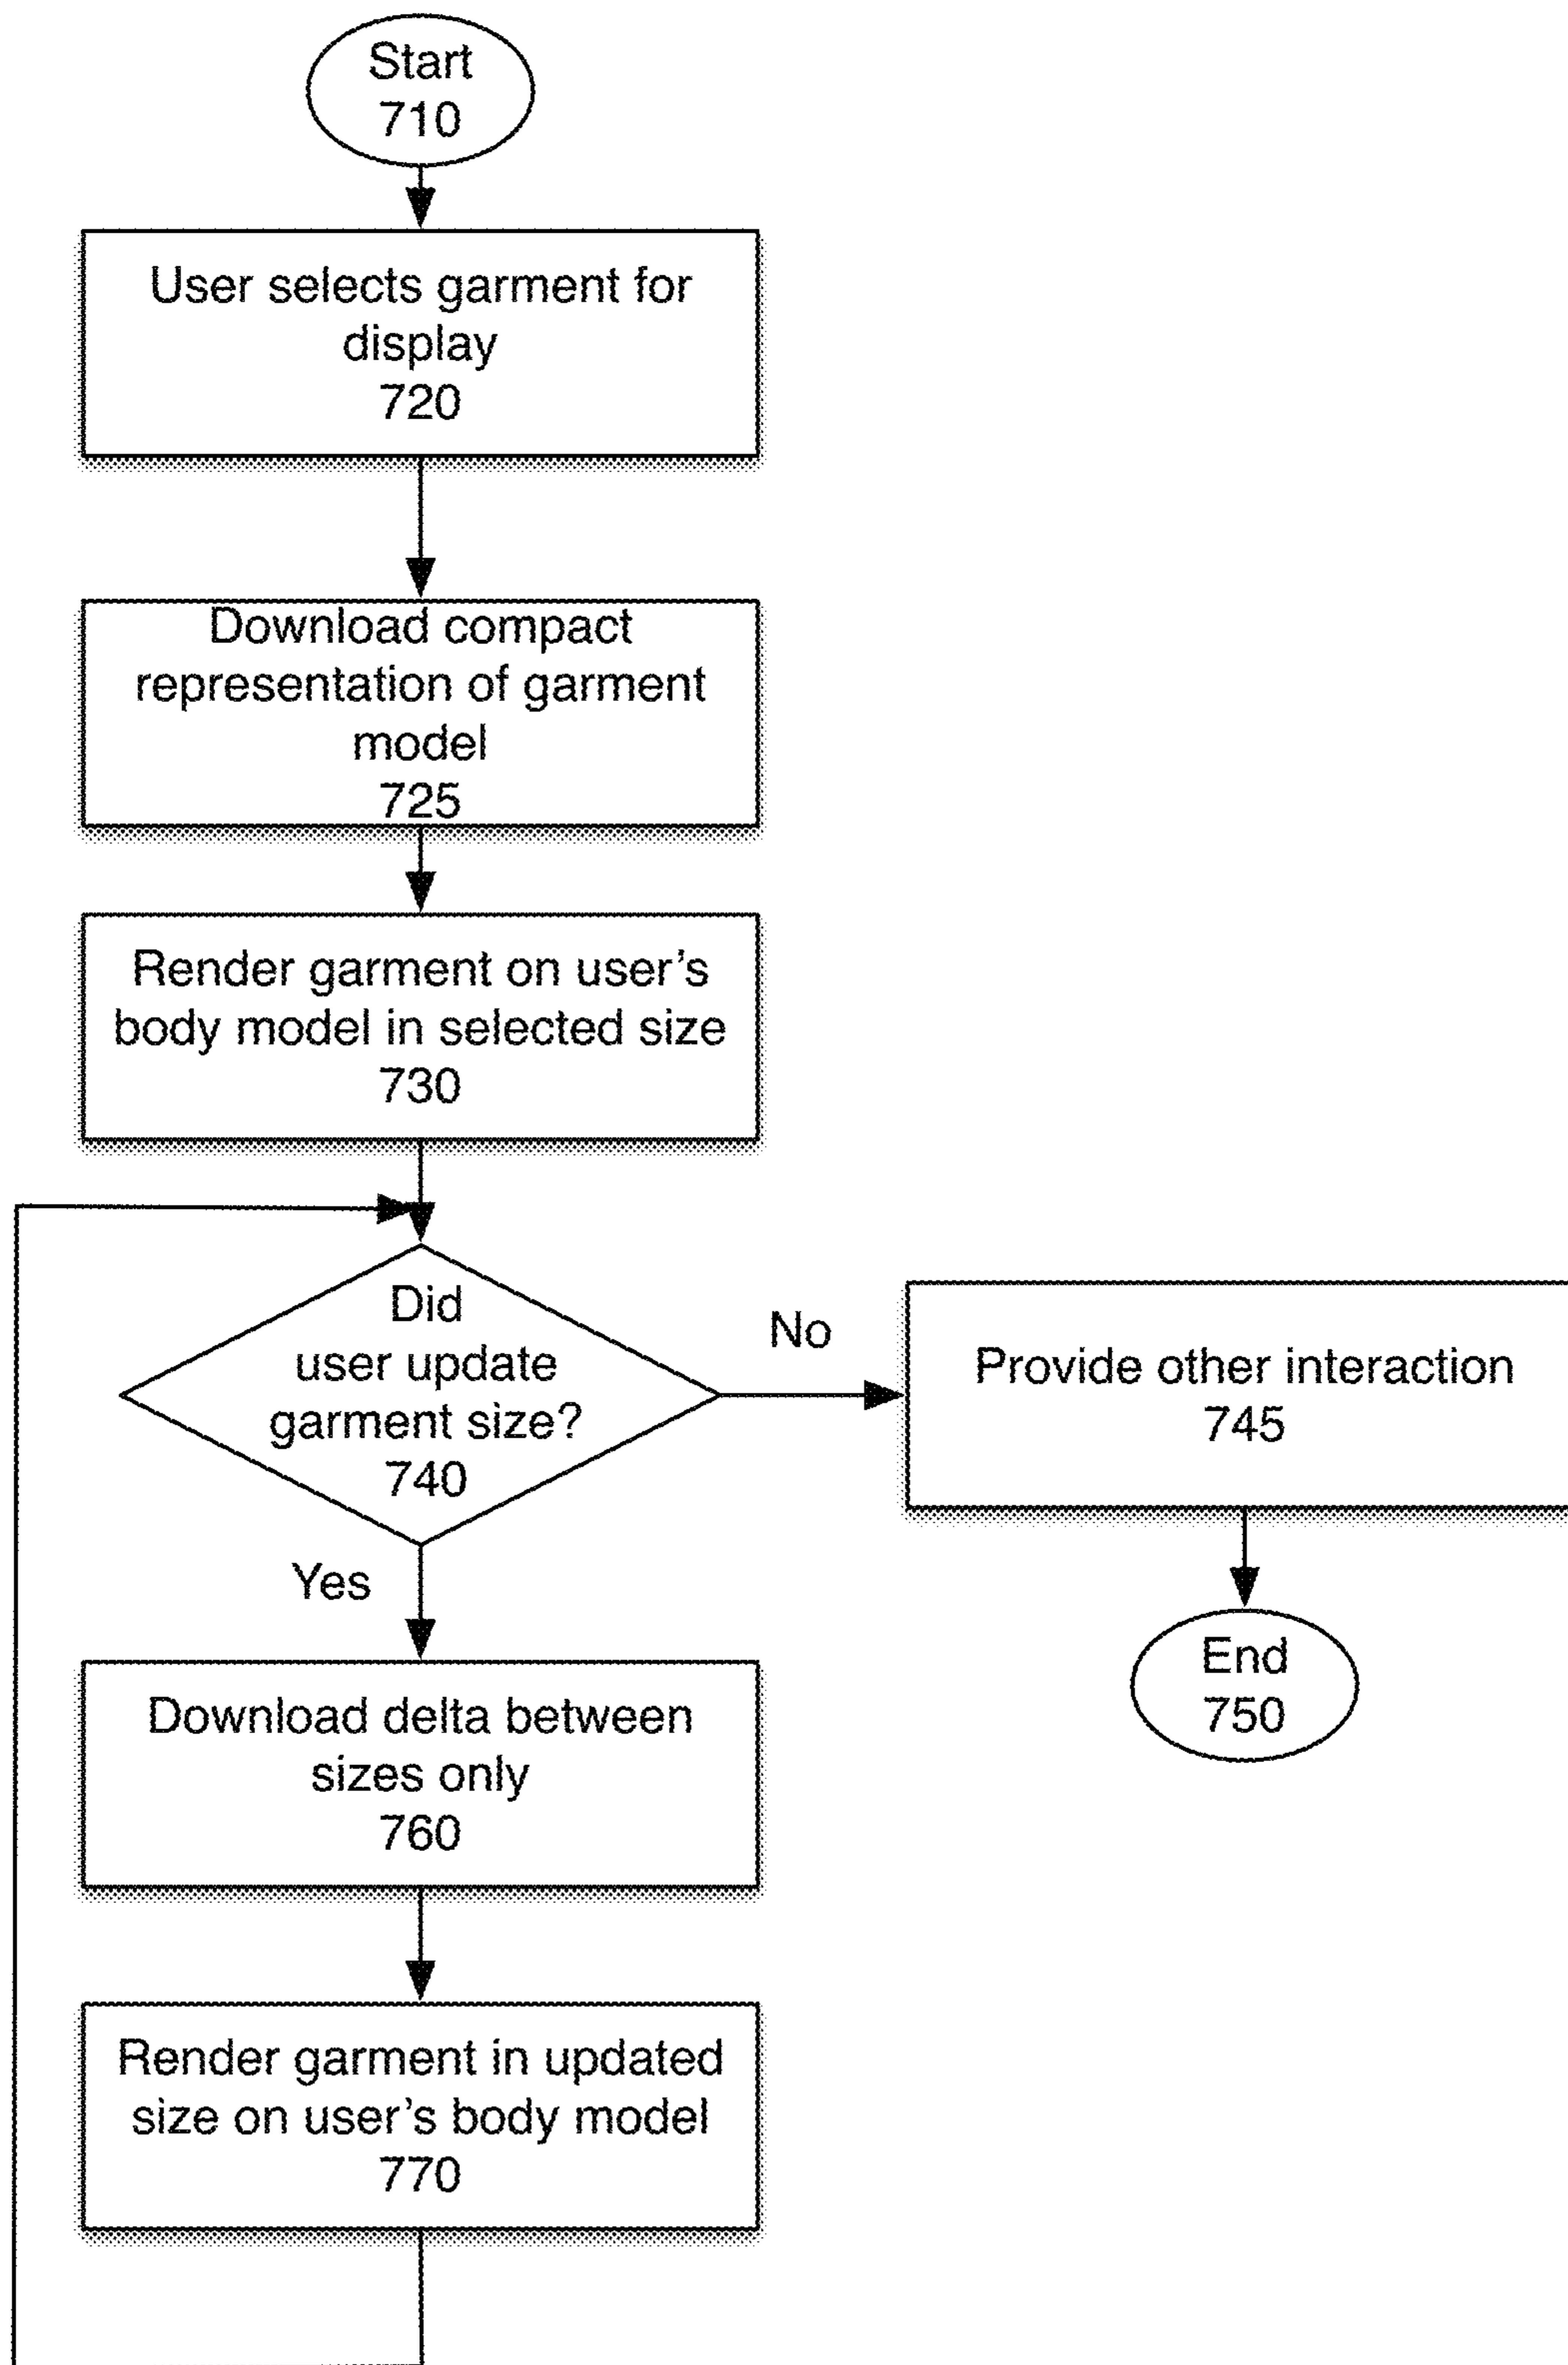 Start
710
User selects garment for
display
720
Download compact
representation of garment
model
725
Render garment on user's
body model in selected size
730
Did
user update
garment size?
740
No
Provide other interaction
745
Yes
End
750
Download delta between
sizes only
760
Render garment in updated
size on user's body model
770